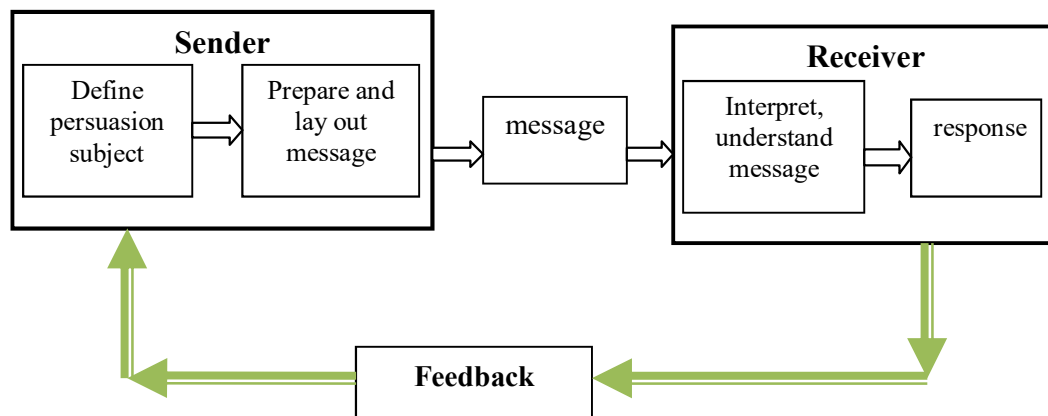 Sender
Define
persuasion
subject
Prepare and
lay out
message
message
Receiver
Interpret,
understand
message
response
Feedback